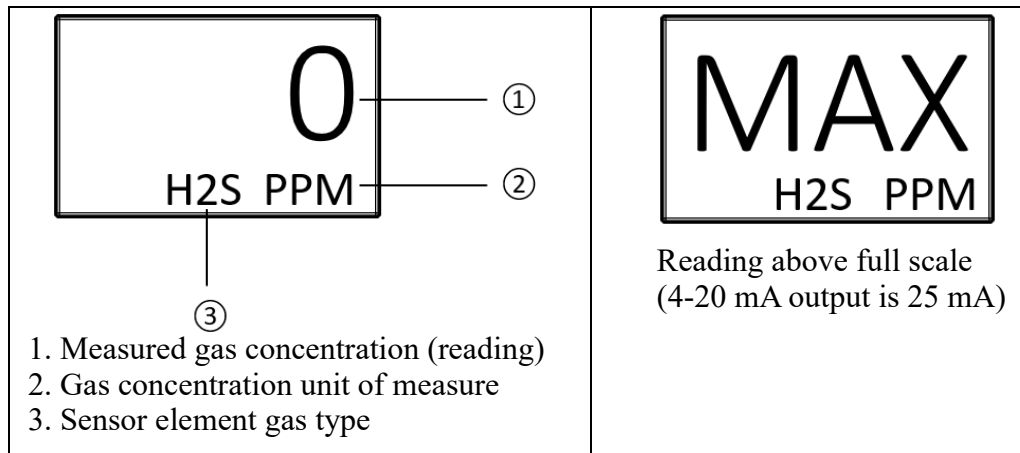 0
①
H2S PPM
②
③
1. Measured gas concentration (reading)
2. Gas concentration unit of measure
3. Sensor element gas type
MAX
H2S PPM
Reading above full scale
(4-20 mA output is 25 mA)